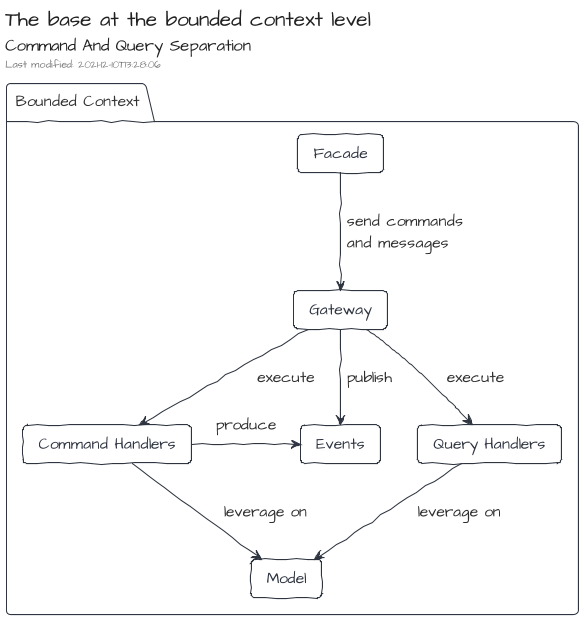 The base at the bounded context level
Command And Query Separation
Last modified: 2021-12-10T13:28:06
Bounded Context
Facade
send commands
and messages
Gateway
execute
publish
execute
produce
Command Handlers
Events
Query Handlers
leverage on
leverage on
Model